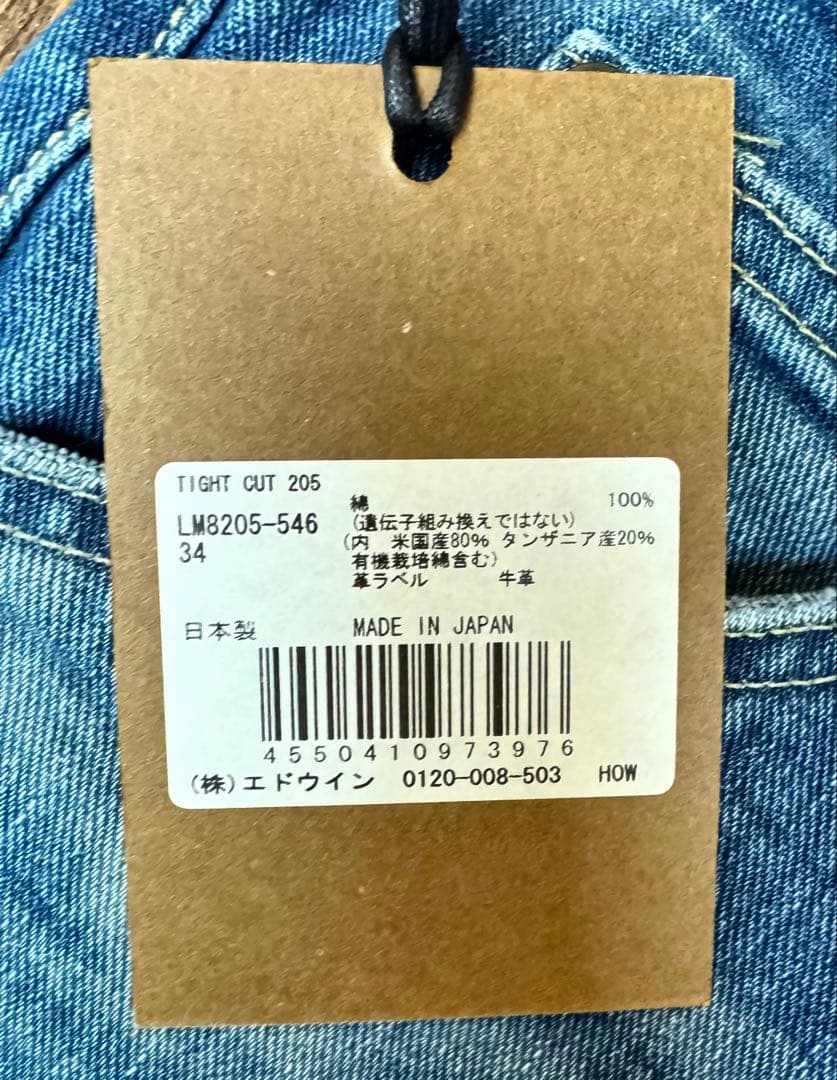 TIGHT CUT 205
綿 100%
LM8205-546 (遺伝子組み換えではない)
34 (内 米国産80% タンザニア産20%
有機栽培綿含む)
革ラベル 牛革
日本製 MADE IN JAPAN
4550410973976
(株)エドウイン 0120-008-503 HOW